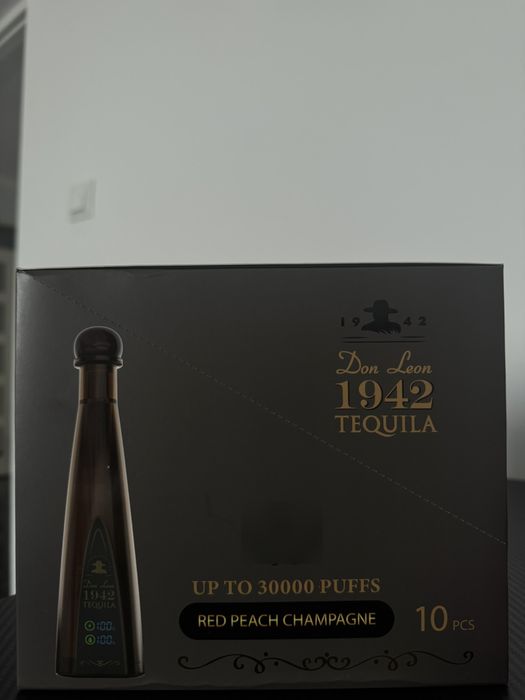 1942
Don Leon
1942
TEQUILA
Don Leon
1942
TEQUILA
100%
100%
UP TO 30000 PUFFS
RED PEACH CHAMPAGNE
10 PCS